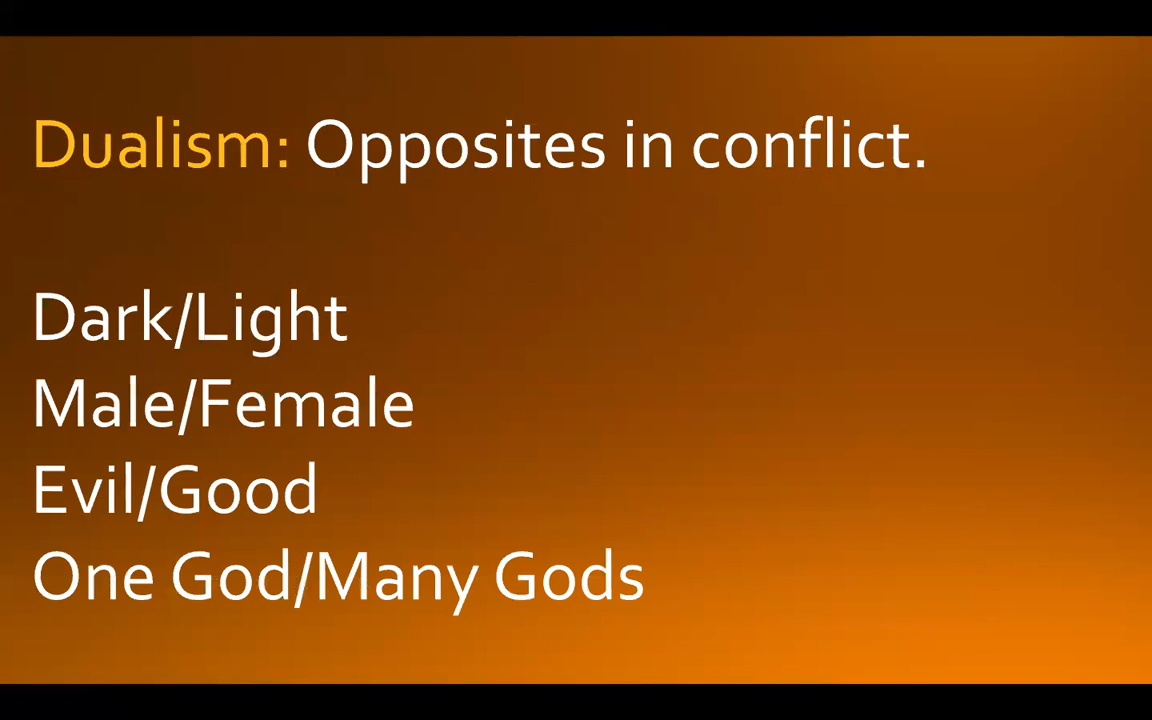 Dualism: Opposites in conflict.
Dark/Light
Male/Female
Evil/Good
One God/Many Gods